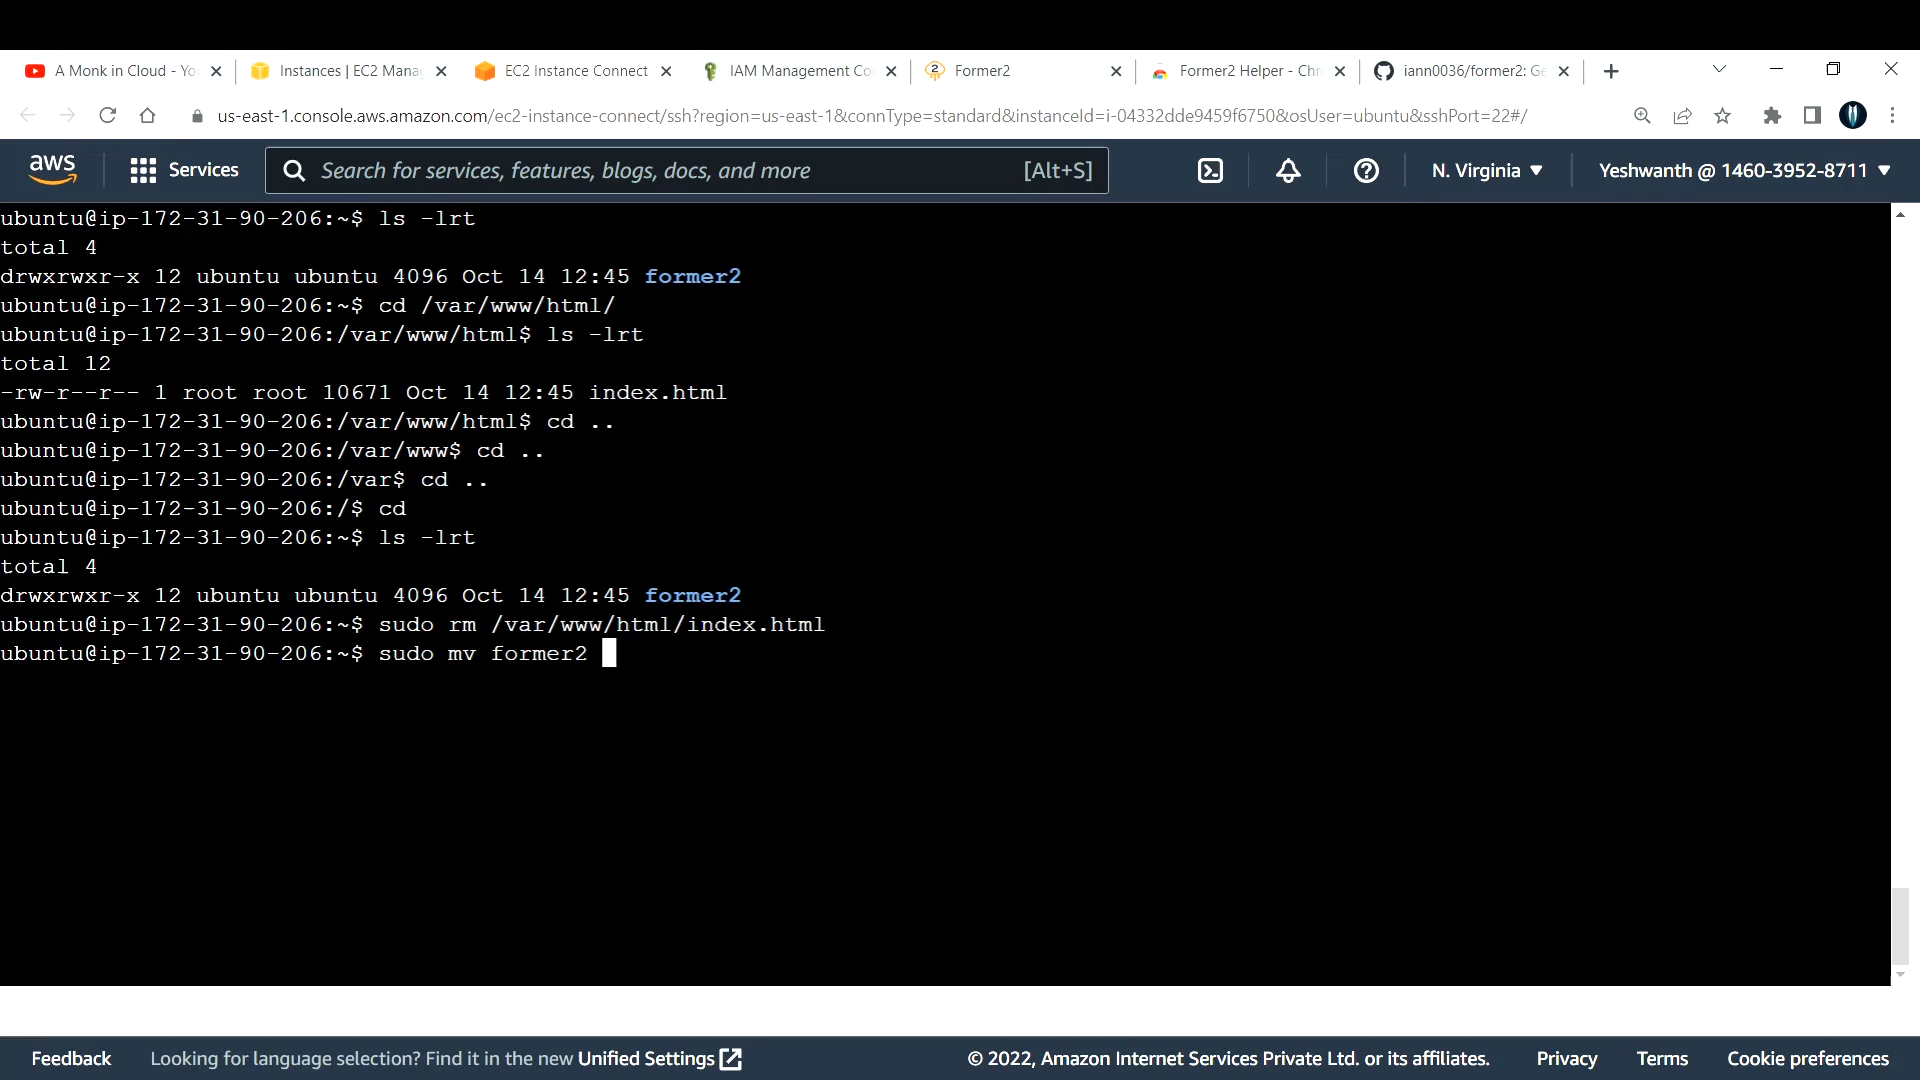 A Monk in Cloud - Yo
Instances | EC2 Mana
EC2 Instance Connect
IAM Management Co
Former2
Former2 Helper - Chr
iann0036/former2: Ge
us-east-1.console.aws.amazon.com/ec2-instance-connect/ssh?region=us-east-1&connType=standard&instanceId=i-04332dde9459f6750&osUser=ubuntu&sshPort=22#/
aws
Services
Search for services, features, blogs, docs, and more
[Alt+S]
N. Virginia
Yeshwanth @ 1460-3952-8711
ubuntu@ip-172-31-90-206:~$ ls -lrt
total 4
drwxrwxr-x 12 ubuntu ubuntu 4096 Oct 14 12:45 former2
ubuntu@ip-172-31-90-206:~$ cd /var/www/html/
ubuntu@ip-172-31-90-206:/var/www/html$ ls -lrt
total 12
-rw-r--r-- 1 root root 10671 Oct 14 12:45 index.html
ubuntu@ip-172-31-90-206:/var/www/html$ cd ..
ubuntu@ip-172-31-90-206:/var/www$ cd ..
ubuntu@ip-172-31-90-206:/var$ cd ..
ubuntu@ip-172-31-90-206:/$ cd
ubuntu@ip-172-31-90-206:~$ ls -lrt
total 4
drwxrwxr-x 12 ubuntu ubuntu 4096 Oct 14 12:45 former2
ubuntu@ip-172-31-90-206:~$ sudo rm /var/www/html/index.html
ubuntu@ip-172-31-90-206:~$ sudo mv former2
Feedback
Looking for language selection? Find it in the new Unified Settings
© 2022, Amazon Internet Services Private Ltd. or its affiliates.
Privacy
Terms
Cookie preferences